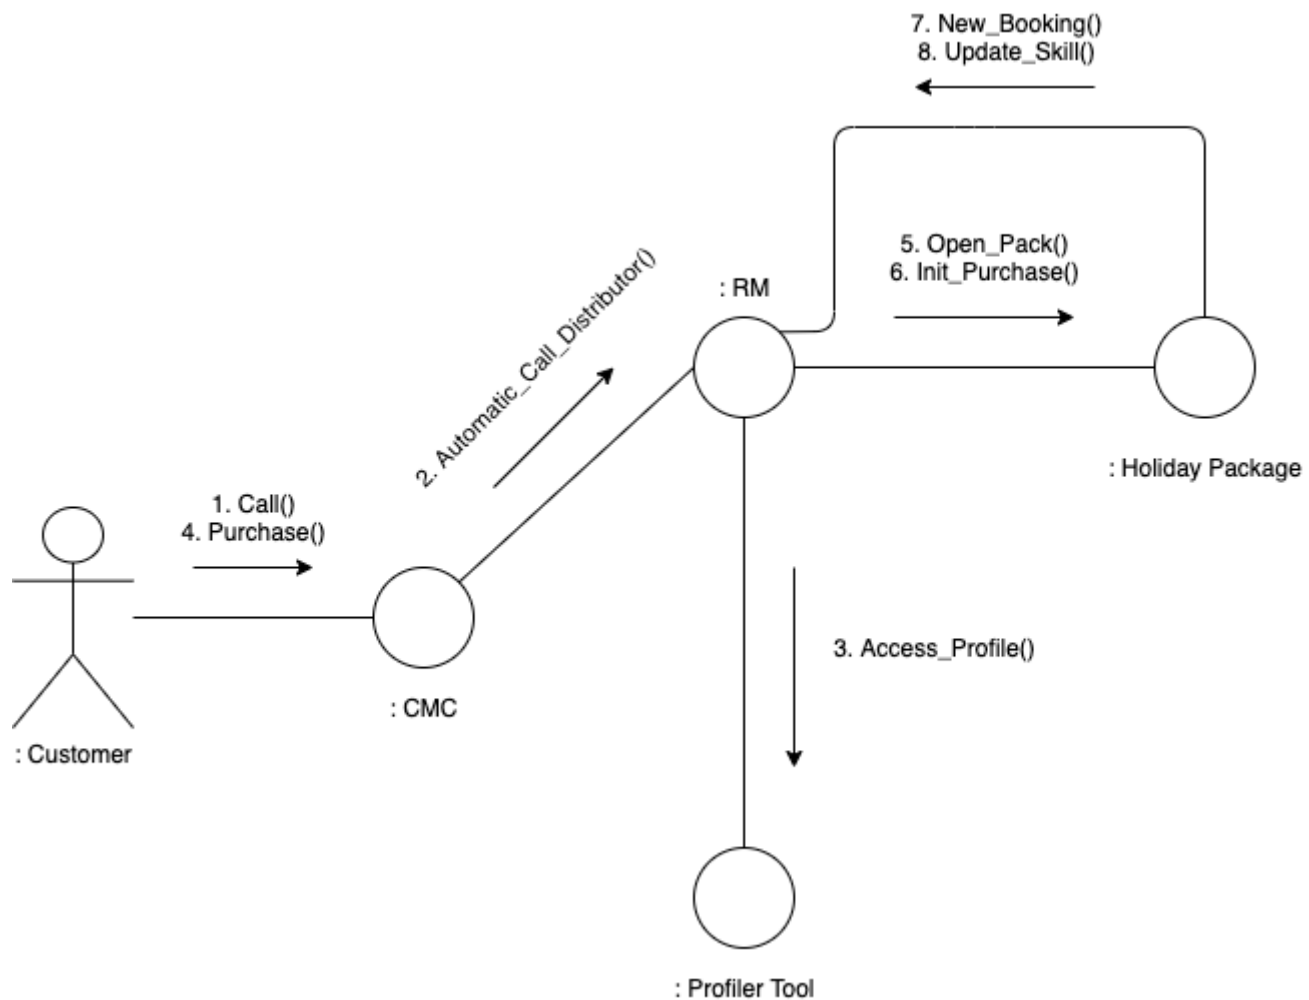 7. New_Booking()
8. Update_Skill()
5. Open_Pack()
6. Init_Purchase()
2. Automatic_Call_Distributor()
: RM
: Holiday Package
1. Call()
4. Purchase()
3. Access_Profile()
: CMC
: Customer
: Profiler Tool